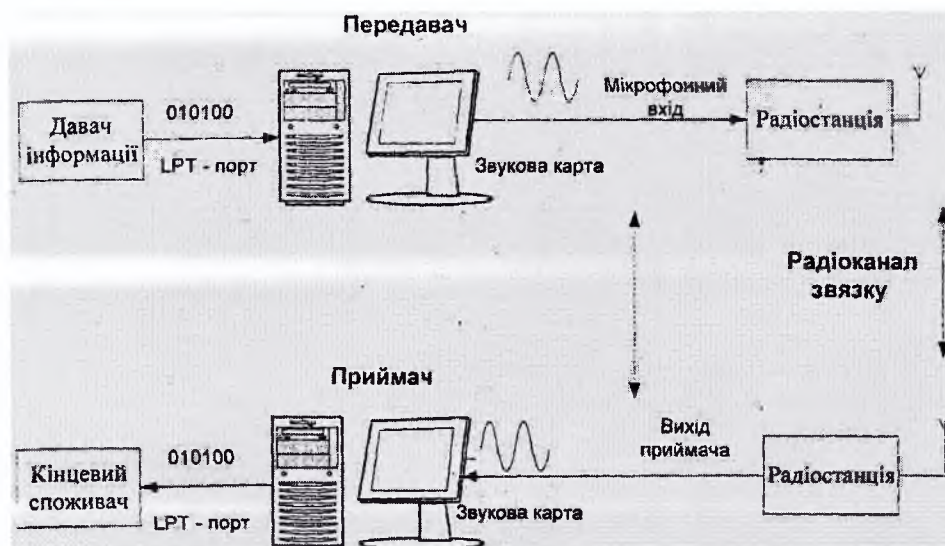 Передавач
Давач
інформації
010100
LPT - порт
Звукова карта
Мікрофонний
вхід
Радіостанція
Радіоканал
звязку
Приймач
Кінцевий
споживач
010100
LPT - порт
Звукова карта
Вихід
приймача
Радіостанція